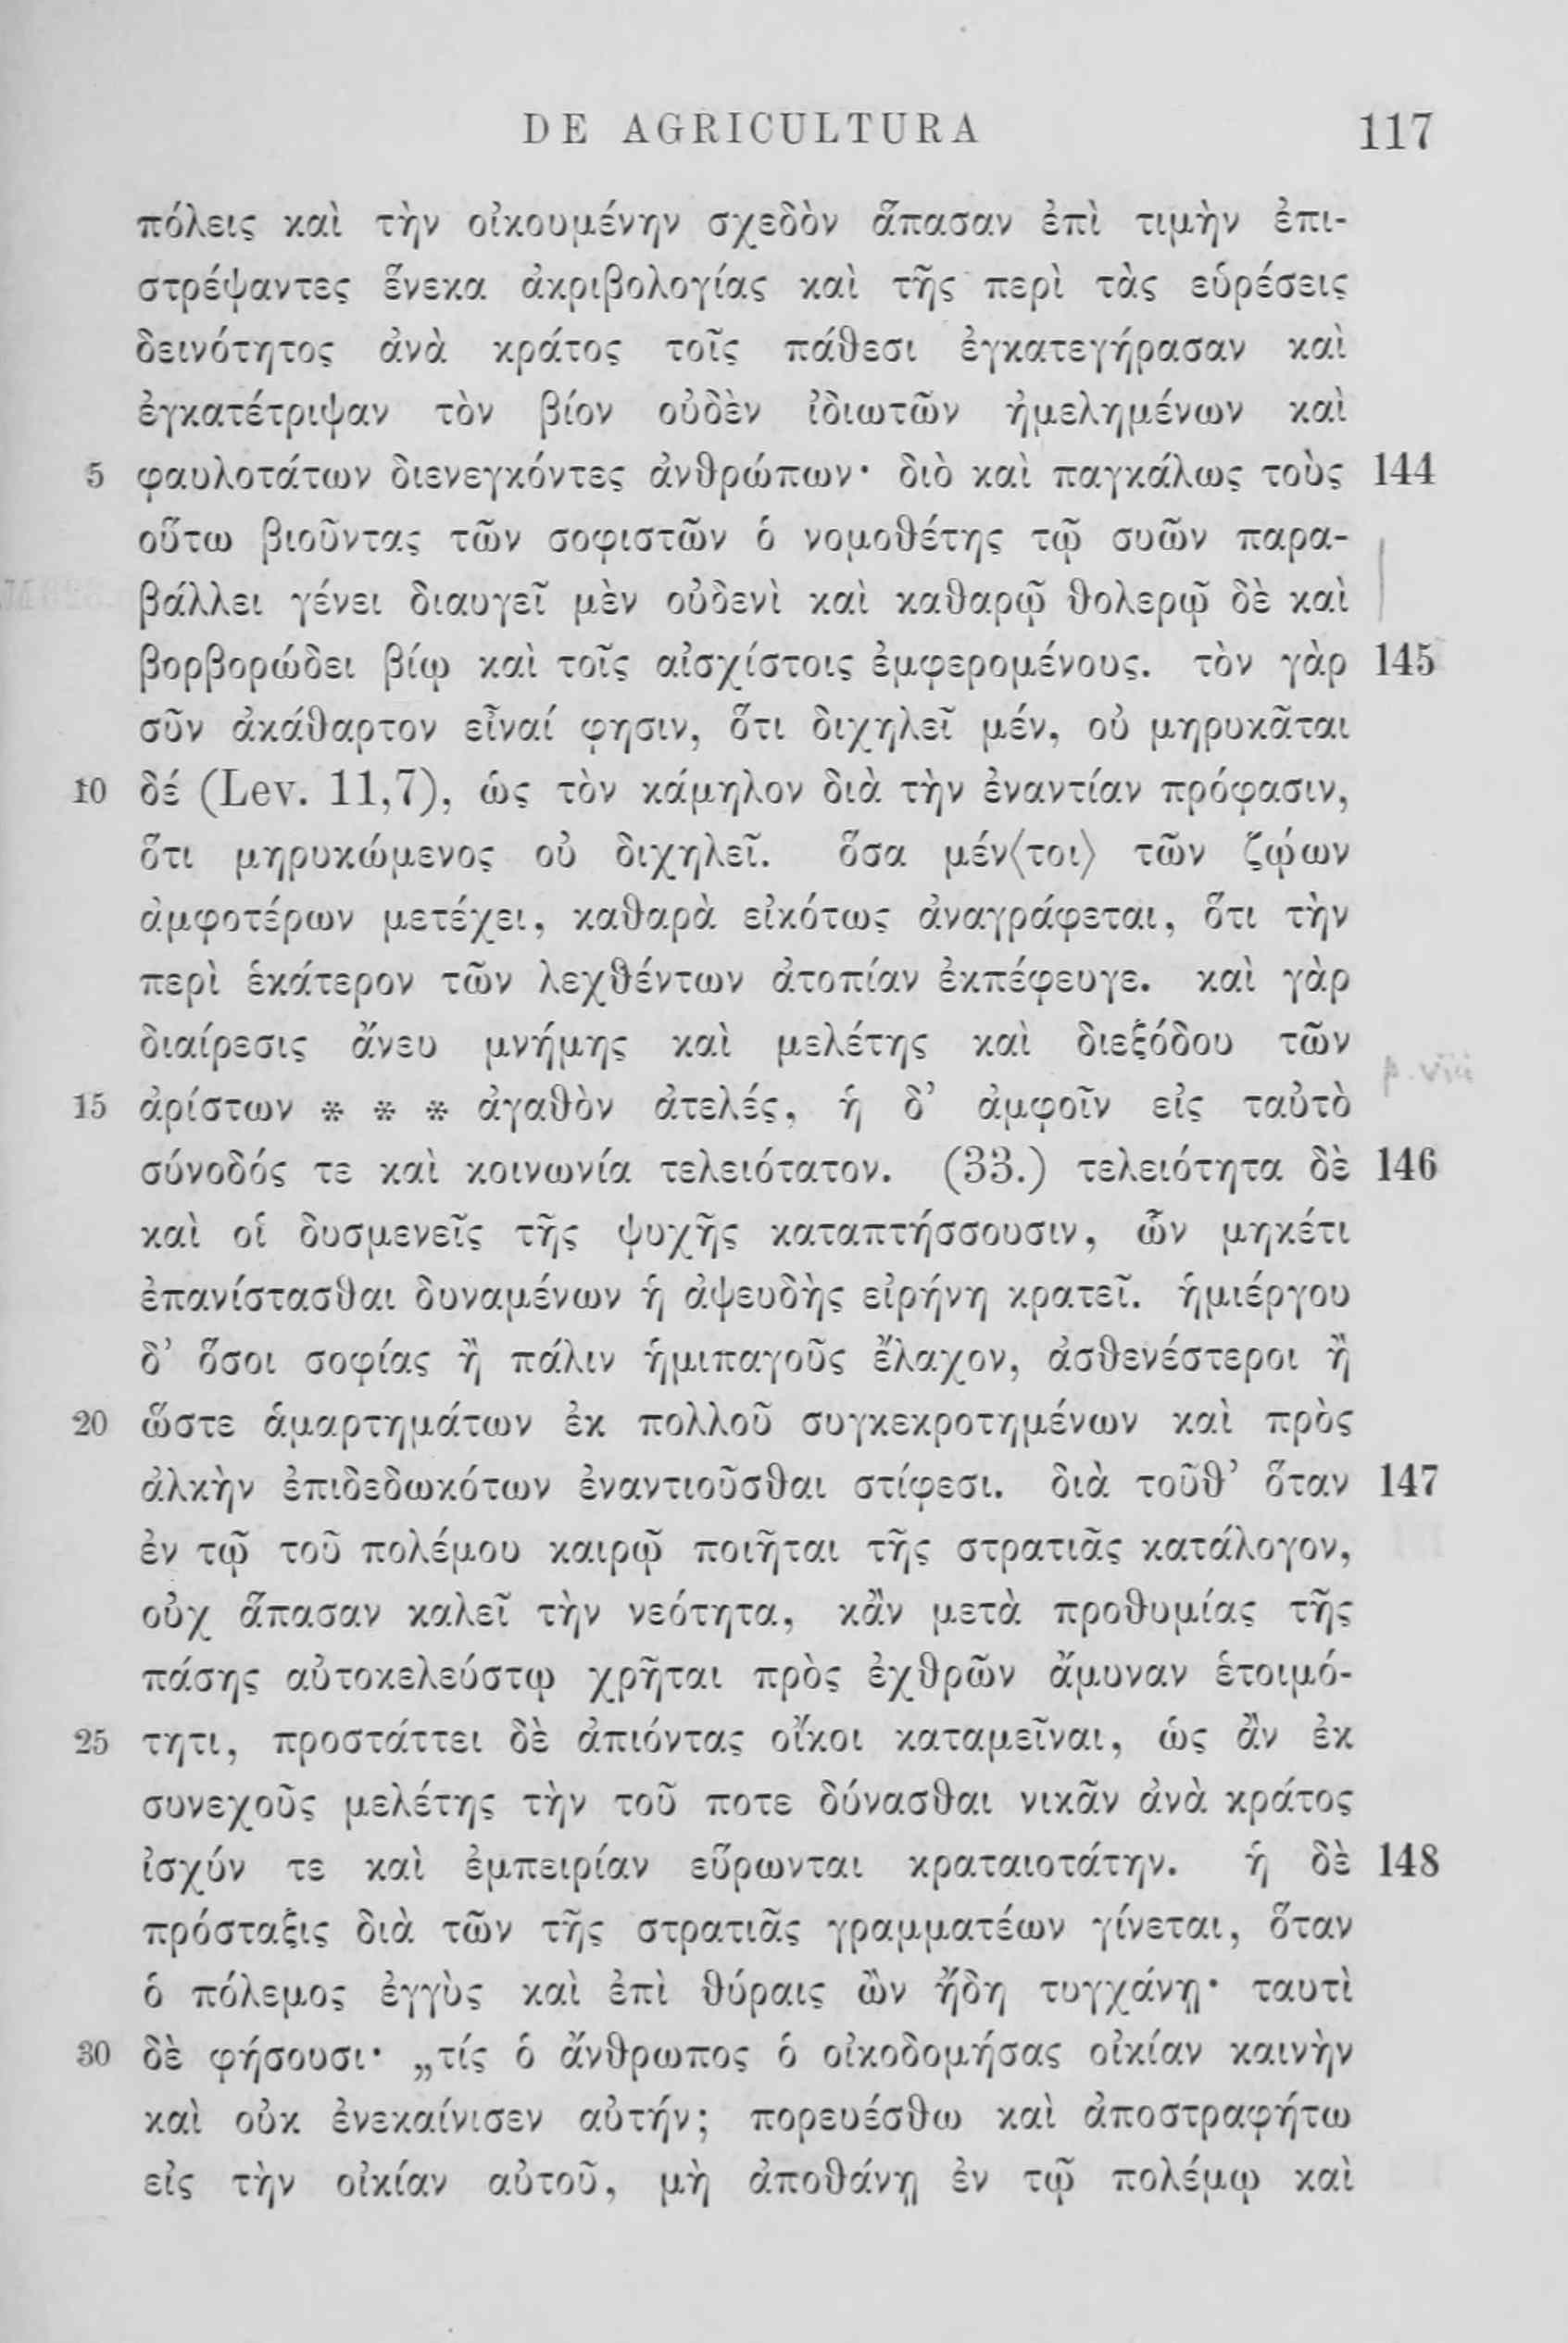 DE AGRICULTURA 117
πόλεις καὶ τὴν οἰκουμένην σχεδὸν ἅπασαν ἐπὶ τιμὴν ἐπι-
στρέψαντες ἕνεκα ἀκριβολογίας καὶ τῆς περὶ τὰς εὑρέσεις
δεινότητος ἀνὰ κράτος τοῖς πάθεσι ἐγκατεγήρασαν καὶ
ἐγκατέτριψαν τὸν βίον οὐδὲν ἰδιωτῶν ἠμελημένων καὶ
5 φαυλοτάτων διενεγκόντες ἀνθρώπων· διὸ καὶ παγκάλως τοὺς 144
οὕτω βιοῦντας τῶν σοφιστῶν ὁ νομοθέτης τῷ συῶν παρα-
βάλλει γένει διαυγεῖ μὲν οὐδενὶ καὶ καθαρῷ θολερῷ δὲ καὶ
βορβορώδει βίῳ καὶ τοῖς αἰσχίστοις ἐμφερομένους. τὸν γὰρ 145
σῦν ἀκάθαρτον εἶναί φησιν, ὅτι διχηλεῖ μέν, οὐ μηρυκᾶται
10 δέ (Lev. 11,7), ὡς τὸν κάμηλον διὰ τὴν ἐναντίαν πρόφασιν,
ὅτι μηρυκώμενος οὐ διχηλεῖ. ὅσα μέν⟨τοι⟩ τῶν ζῴων
ἀμφοτέρων μετέχει, καθαρὰ εἰκότως ἀναγράφεται, ὅτι τὴν
περὶ ἑκάτερον τῶν λεχθέντων ἀτοπίαν ἐκπέφευγε. καὶ γὰρ
διαίρεσις ἄνευ μνήμης καὶ μελέτης καὶ διεξόδου τῶν
p. viii
15 ἀρίστων * * * ἀγαθὸν ἀτελές, ἡ δ’ ἀμφοῖν εἰς ταὐτὸ
σύνοδός τε καὶ κοινωνία τελειότατον. (33.) τελειότητα δὲ 146
καὶ οἱ δυσμενεῖς τῆς ψυχῆς καταπτήσσουσιν, ὧν μηκέτι
ἐπανίστασθαι δυναμένων ἡ ἀψευδὴς εἰρήνη κρατεῖ. ἡμιέργου
δ’ ὅσοι σοφίας ἢ πάλιν ἡμιπαγοῦς ἔλαχον, ἀσθενέστεροι ἢ
20 ὥστε ἁμαρτημάτων ἐκ πολλοῦ συγκεκροτημένων καὶ πρὸς
ἀλκὴν ἐπιδεδωκότων ἐναντιοῦσθαι στίφεσι. διὰ τοῦθ’ ὅταν 147
ἐν τῷ τοῦ πολέμου καιρῷ ποιῆται τῆς στρατιᾶς κατάλογον,
οὐχ ἅπασαν καλεῖ τὴν νεότητα, κἂν μετὰ προθυμίας τῆς
πάσης αὐτοκελεύστῳ χρῆται πρὸς ἐχθρῶν ἄμυναν ἑτοιμό-
25 τητι, προστάττει δὲ ἀπιόντας οἴκοι καταμεῖναι, ὡς ἂν ἐκ
συνεχοῦς μελέτης τὴν τοῦ ποτε δύνασθαι νικᾶν ἀνὰ κράτος
ἰσχύν τε καὶ ἐμπειρίαν εὕρωνται κραταιοτάτην. ἡ δὲ 148
πρόσταξις διὰ τῶν τῆς στρατιᾶς γραμματέων γίνεται, ὅταν
ὁ πόλεμος ἐγγὺς καὶ ἐπὶ θύραις ὢν ἤδη τυγχάνῃ· ταυτὶ
30 δὲ φήσουσι· „τίς ὁ ἄνθρωπος ὁ οἰκοδομήσας οἰκίαν καινὴν
καὶ οὐκ ἐνεκαίνισεν αὐτήν; πορευέσθω καὶ ἀποστραφήτω
εἰς τὴν οἰκίαν αὐτοῦ, μὴ ἀποθάνῃ ἐν τῷ πολέμῳ καὶ